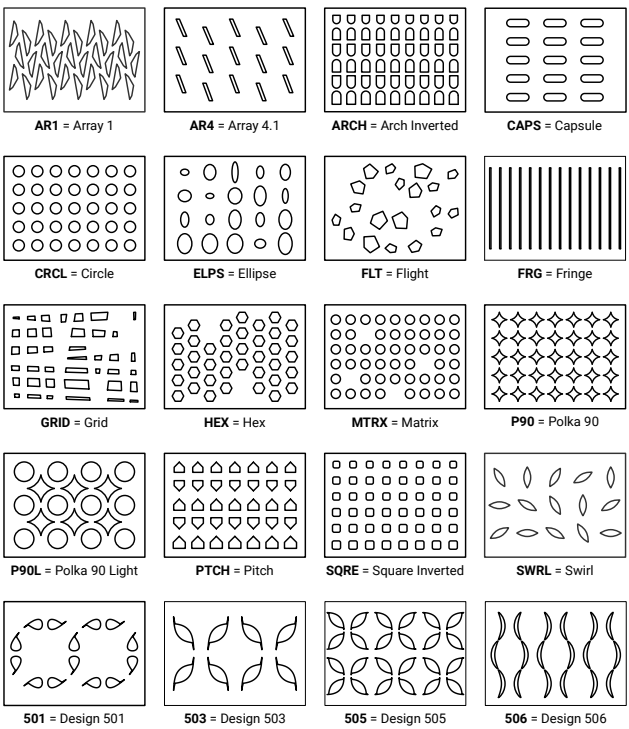 AR1 = Array 1
AR4 = Array 4.1
ARCH = Arch Inverted
CAPS = Capsule
CRCL = Circle
ELPS = Ellipse
FLT = Flight
FRG = Fringe
GRID = Grid
HEX = Hex
MTRX = Matrix
P90 = Polka 90
P90L = Polka 90 Light
PTCH = Pitch
SQRE = Square Inverted
SWRL = Swirl
501 = Design 501
503 = Design 503
505 = Design 505
506 = Design 506